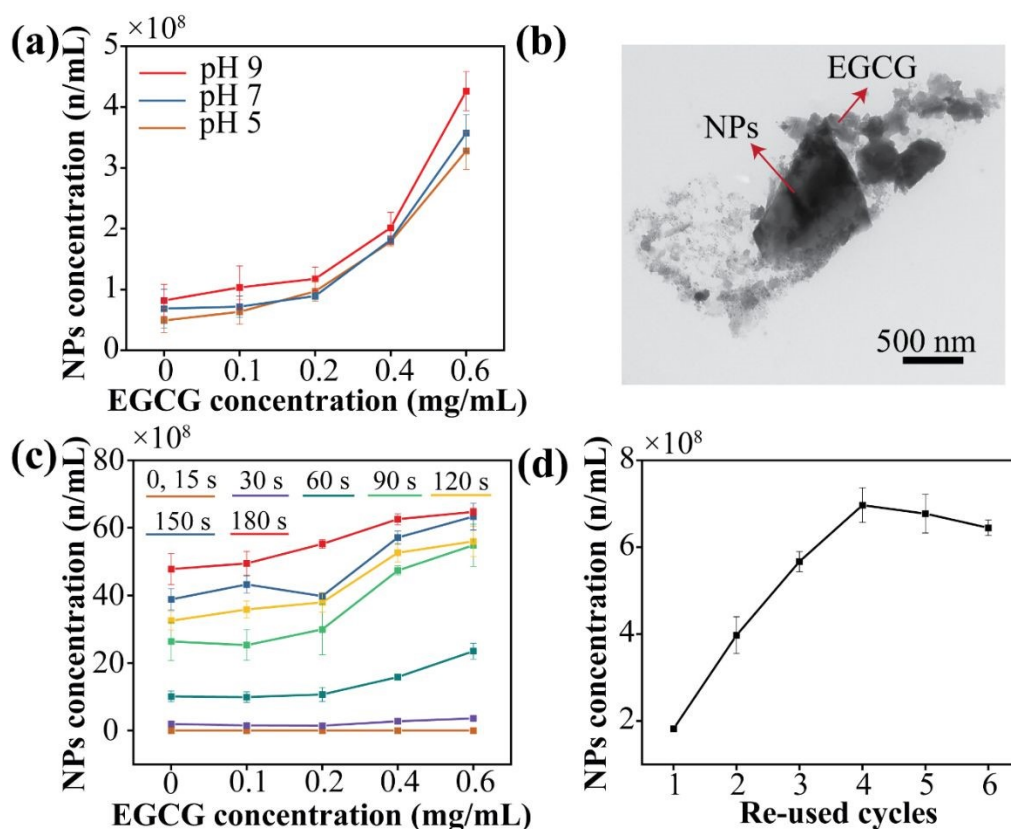 (a)
×10⁸
NPs concentration (n/mL)
5
4
3
2
1
0
pH 9
pH 7
pH 5
0 0.1 0.2 0.4 0.6
EGCG concentration (mg/mL)
(b)
EGCG
NPs
500 nm
(c)
×10⁸
NPs concentration (n/mL)
80
60
40
20
0
0, 15 s 30 s 60 s 90 s 120 s
150 s 180 s
0 0.1 0.2 0.4 0.6
EGCG concentration (mg/mL)
(d)
×10⁸
NPs concentration (n/mL)
8
6
4
2
1 2 3 4 5 6
Re-used cycles